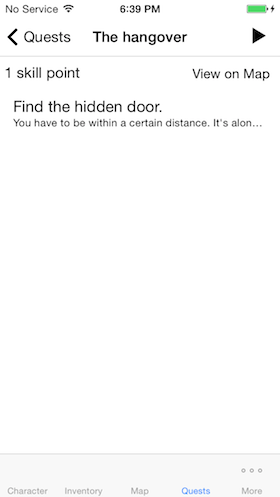 No Service 6:39 PM
Quests The hangover
1 skill point View on Map
Find the hidden door.
You have to be within a certain distance. It's alon...
Character Inventory Map Quests More